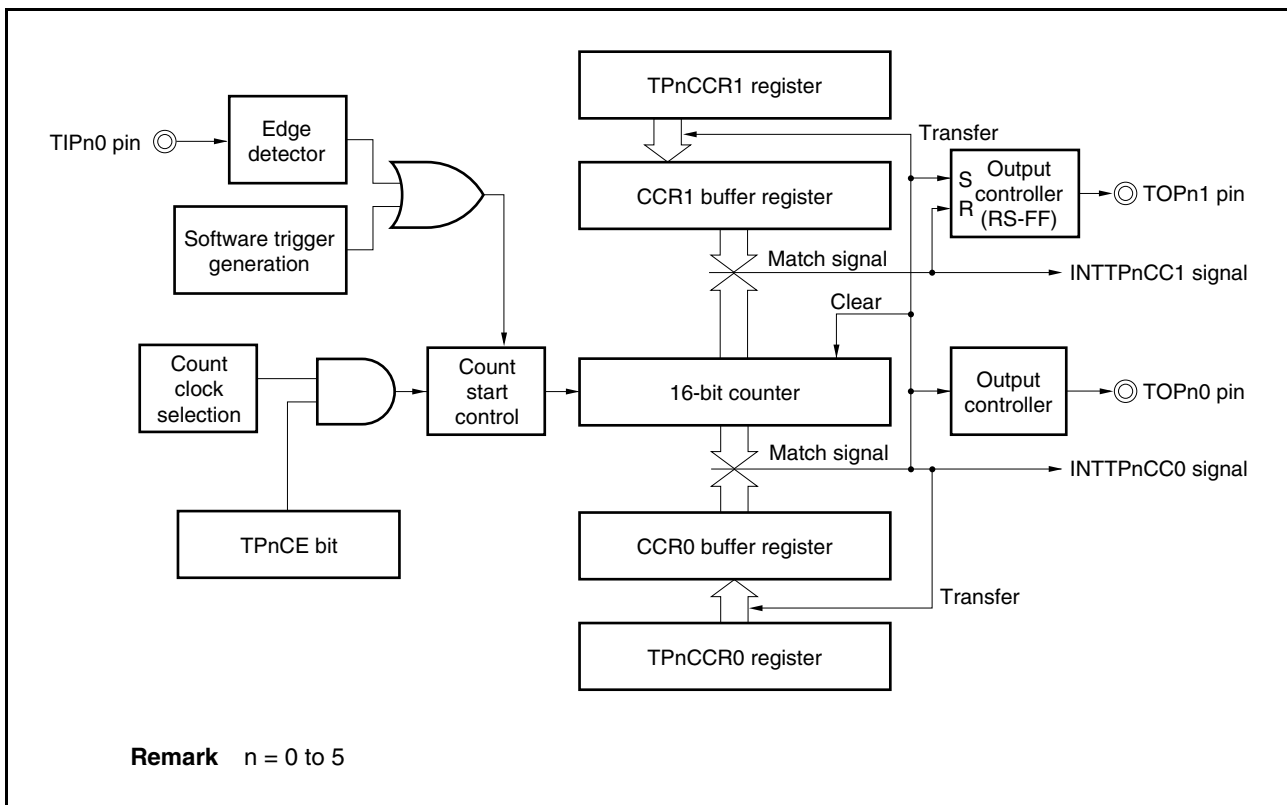 TPnCCR1 register
TIPn0 pin
Edge
detector
Transfer
CCR1 buffer register
S
R
Output
controller
(RS-FF)
TOPn1 pin
Software trigger
generation
Match signal
INTTPnCC1 signal
Clear
Count
clock
selection
Count
start
control
16-bit counter
Output
controller
TOPn0 pin
Match signal
INTTPnCC0 signal
TPnCE bit
CCR0 buffer register
Transfer
TPnCCR0 register
Remark n = 0 to 5